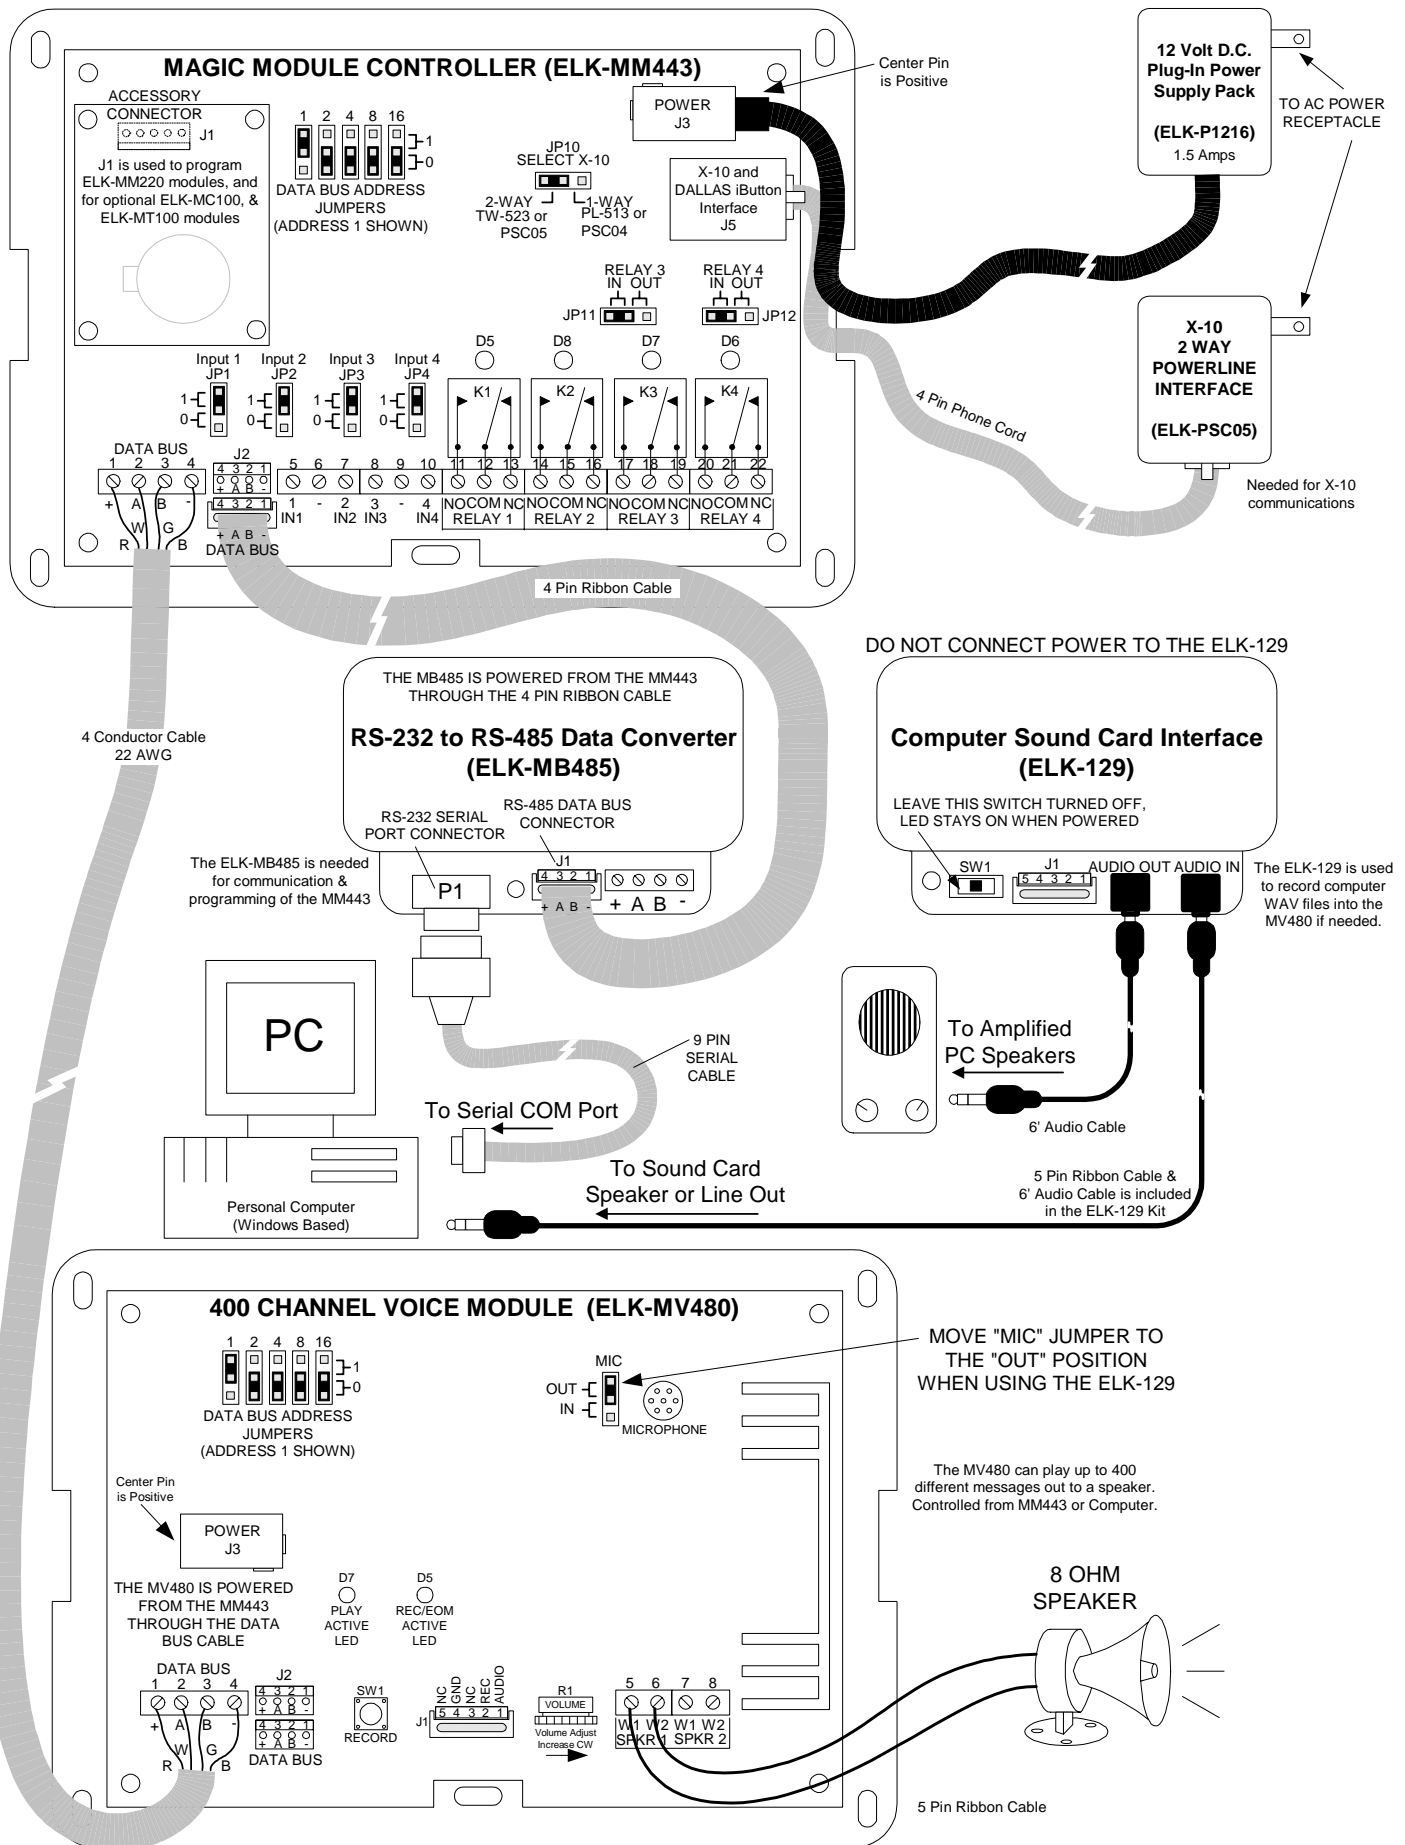 MAGIC MODULE CONTROLLER (ELK-MM443)
ACCESSORY
CONNECTOR
J1
J1 is used to program
ELK-MM220 modules, and
for optional ELK-MC100, &
ELK-MT100 modules
1 2 4 8 16
1
0
DATA BUS ADDRESS
JUMPERS
(ADDRESS 1 SHOWN)
JP10
SELECT X-10
2-WAY
TW-523 or
PSC05
1-WAY
PL-513 or
PSC04
POWER
J3
Center Pin
is Positive
X-10 and
DALLAS iButton
Interface
J5
12 Volt D.C.
Plug-In Power
Supply Pack
(ELK-P1216)
1.5 Amps
TO AC POWER
RECEPTACLE
X-10
2 WAY
POWERLINE
INTERFACE
(ELK-PSC05)
Needed for X-10
communications
4 Pin Phone Cord
RELAY 3
IN OUT
JP11
RELAY 4
IN OUT
JP12
D5 D8 D7 D6
Input 1
JP1
1
0
Input 2
JP2
1
0
Input 3
JP3
1
0
Input 4
JP4
1
0
K1 K2 K3 K4
DATA BUS
1 2 3 4
+ A B -
W G
R B
J2
4 3 2 1
+ A B -
4 3 2 1
+ A B -
DATA BUS
5 6 7 8 9 10 11 12 13 14 15 16 17 18 19 20 21 22
1 - 2 3 - 4
IN1 IN2 IN3 IN4
NO COM NC NO COM NC NO COM NC NO COM NC
RELAY 1 RELAY 2 RELAY 3 RELAY 4
4 Pin Ribbon Cable
4 Conductor Cable
22 AWG
THE MB485 IS POWERED FROM THE MM443
THROUGH THE 4 PIN RIBBON CABLE
RS-232 to RS-485 Data Converter
(ELK-MB485)
RS-232 SERIAL
PORT CONNECTOR
RS-485 DATA BUS
CONNECTOR
P1
J1
4 3 2 1
+ A B -
+ A B -
The ELK-MB485 is needed
for communication &
programming of the MM443
DO NOT CONNECT POWER TO THE ELK-129
Computer Sound Card Interface
(ELK-129)
LEAVE THIS SWITCH TURNED OFF,
LED STAYS ON WHEN POWERED
SW1
J1
5 4 3 2 1
AUDIO OUT AUDIO IN
The ELK-129 is used
to record computer
WAV files into the
MV480 if needed.
PC
Personal Computer
(Windows Based)
9 PIN
SERIAL
CABLE
To Serial COM Port
To Amplified
PC Speakers
6' Audio Cable
To Sound Card
Speaker or Line Out
5 Pin Ribbon Cable &
6' Audio Cable is included
in the ELK-129 Kit
400 CHANNEL VOICE MODULE (ELK-MV480)
1 2 4 8 16
1
0
DATA BUS ADDRESS
JUMPERS
(ADDRESS 1 SHOWN)
MIC
OUT
IN
MICROPHONE
MOVE "MIC" JUMPER TO
THE "OUT" POSITION
WHEN USING THE ELK-129
The MV480 can play up to 400
different messages out to a speaker.
Controlled from MM443 or Computer.
Center Pin
is Positive
POWER
J3
THE MV480 IS POWERED
FROM THE MM443
THROUGH THE DATA
BUS CABLE
D7
PLAY
ACTIVE
LED
D5
REC/EOM
ACTIVE
LED
8 OHM
SPEAKER
DATA BUS
1 2 3 4
+ A B -
W G
R B
J2
4 3 2 1
+ A B -
4 3 2 1
+ A B -
DATA BUS
SW1
RECORD
NC
GND
NC
REC
AUDIO
5 4 3 2 1
J1
R1
VOLUME
Volume Adjust
Increase CW
5 6 7 8
W1 W2 W1 W2
SPKR 1 SPKR 2
5 Pin Ribbon Cable